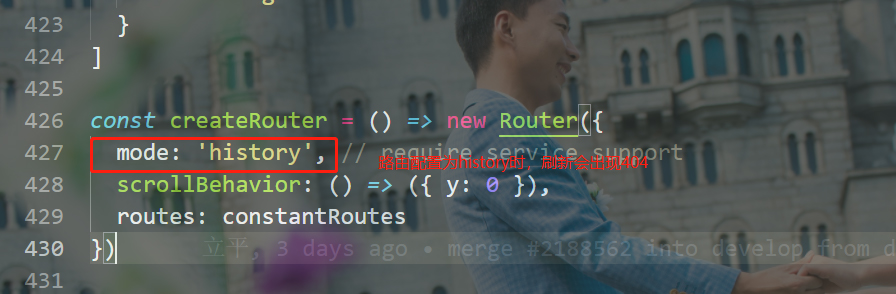 423 }
424 ]
425
426 const createRouter = () => new Router({
427 mode: 'history', // require service support
路由配置为history时，刷新会出现404
428 scrollBehavior: () => ({ y: 0 }),
429 routes: constantRoutes
430 }) 立平, 3 days ago • merge #2188562 into develop from d
431